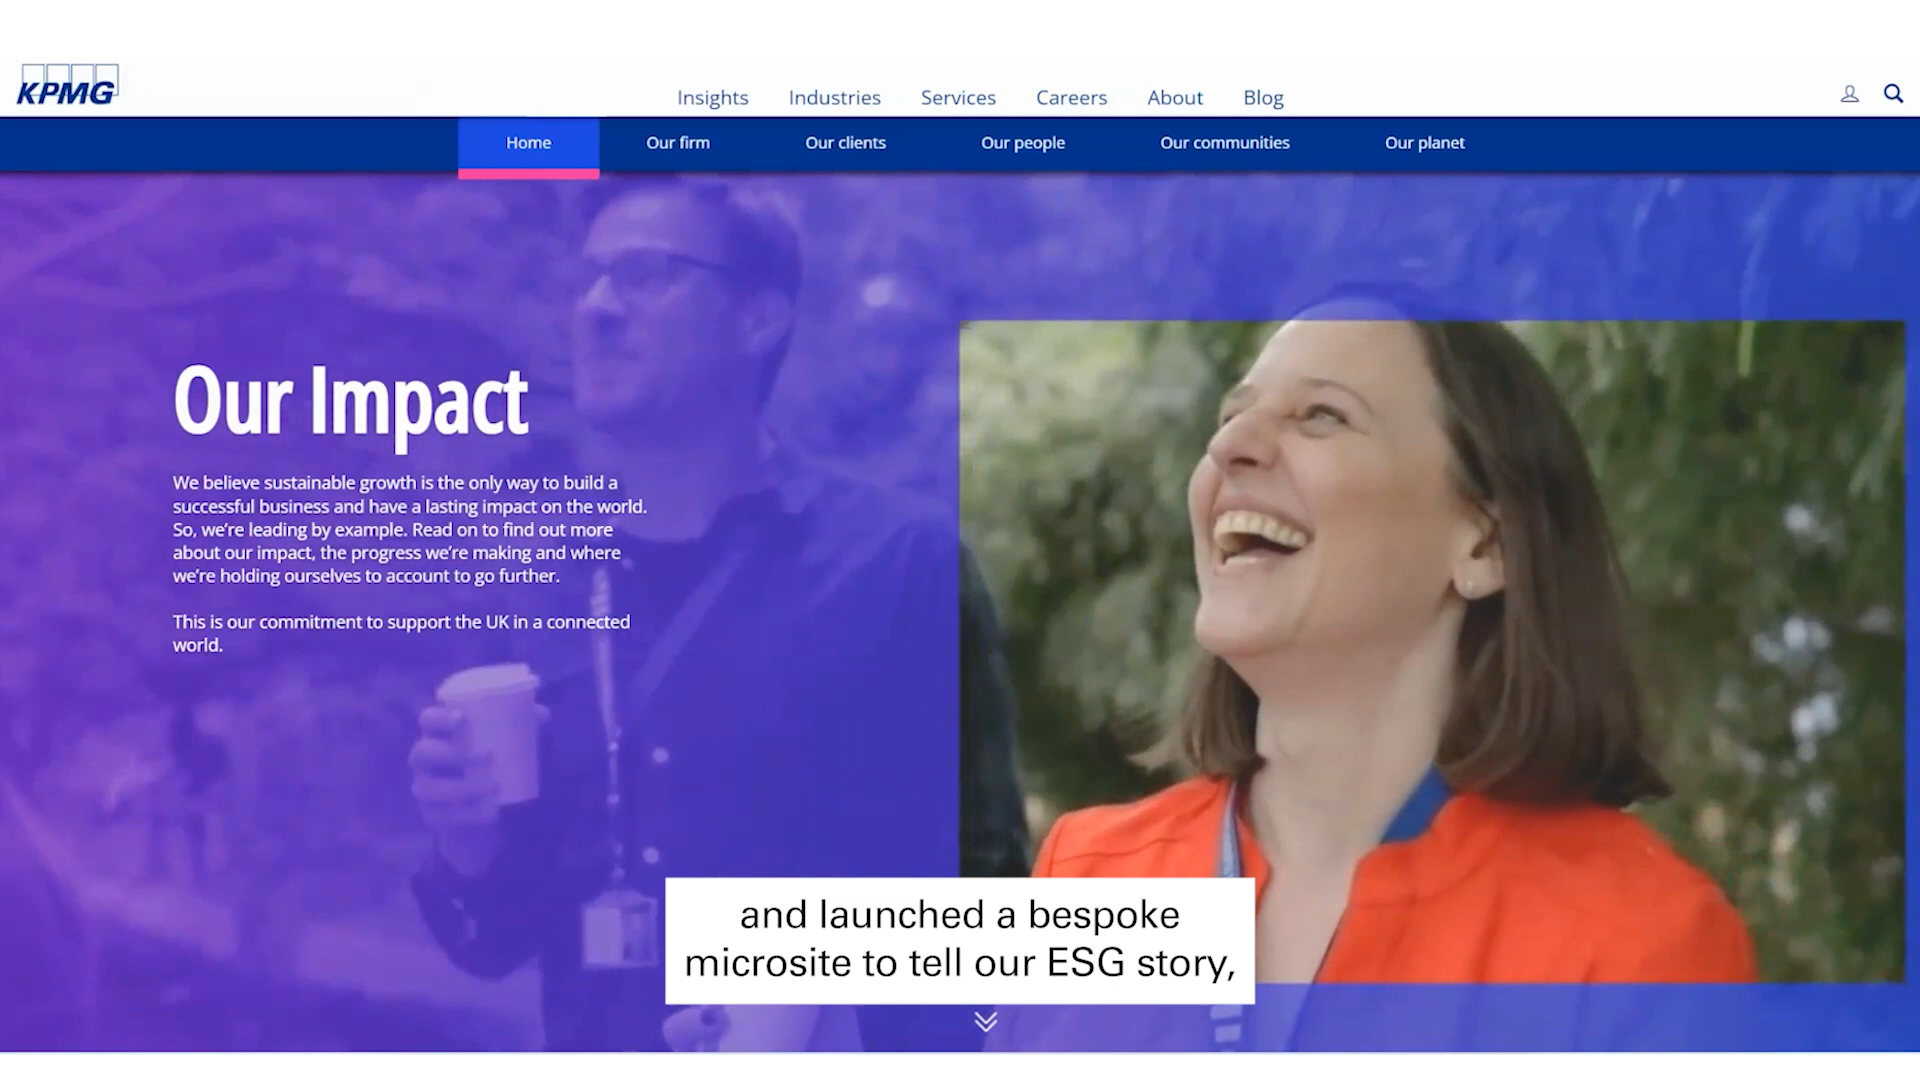 KPMG
Insights Industries Services Careers About Blog
Home Our firm Our clients Our people Our communities Our planet
Our Impact
We believe sustainable growth is the only way to build a
successful business and have a lasting impact on the world.
So, we’re leading by example. Read on to find out more
about our impact, the progress we’re making and where
we’re holding ourselves to account to go further.
This is our commitment to support the UK in a connected
world.
and launched a bespoke
microsite to tell our ESG story,